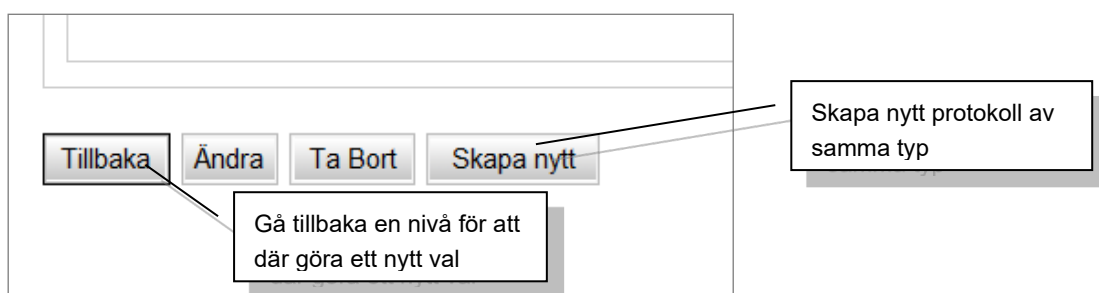 Tillbaka Ändra Ta Bort Skapa nytt
Skapa nytt protokoll av
samma typ
Gå tillbaka en nivå för att
där göra ett nytt val